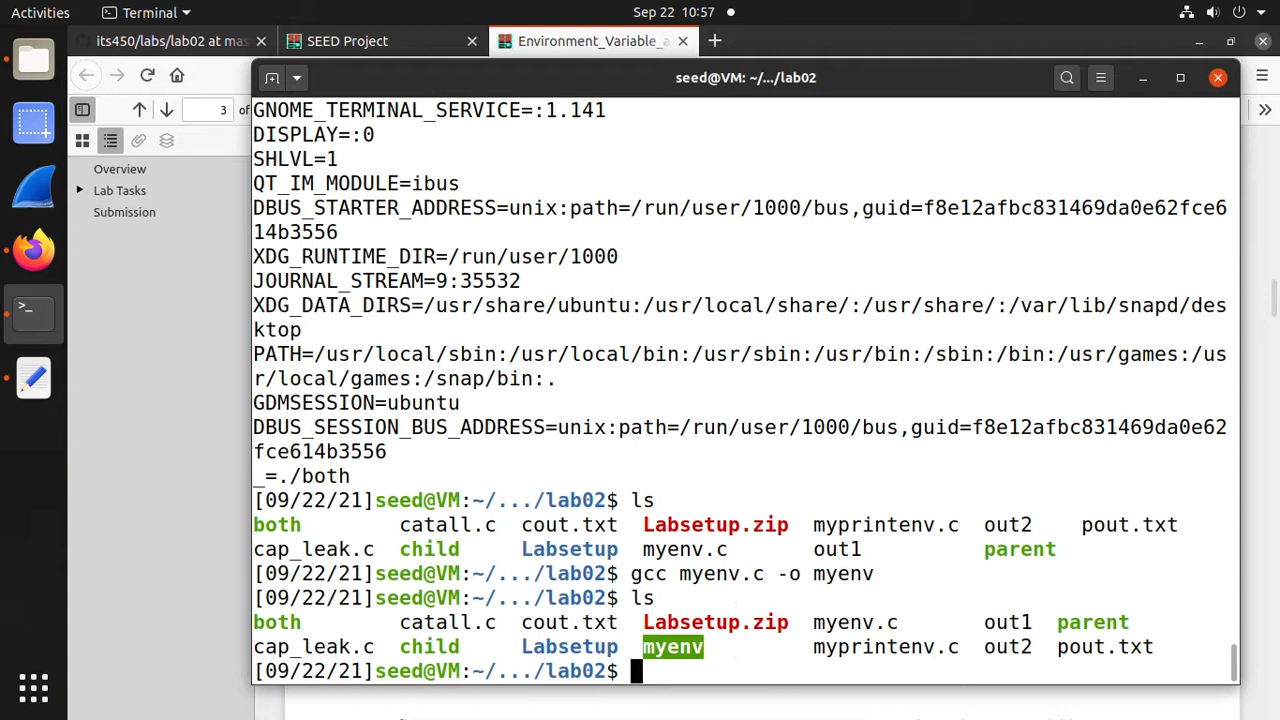 Activities
Terminal
Sep 22 10:57
its450/labs/lab02 at mas
SEED Project
Environment_Variable_a
seed@VM: ~/.../lab02
3
of
Overview
Lab Tasks
Submission
GNOME_TERMINAL_SERVICE=:1.141
DISPLAY=:0
SHLVL=1
QT_IM_MODULE=ibus
DBUS_STARTER_ADDRESS=unix:path=/run/user/1000/bus,guid=f8e12afbc831469da0e62fce6
14b3556
XDG_RUNTIME_DIR=/run/user/1000
JOURNAL_STREAM=9:35532
XDG_DATA_DIRS=/usr/share/ubuntu:/usr/local/share/:/usr/share/:/var/lib/snapd/des
ktop
PATH=/usr/local/sbin:/usr/local/bin:/usr/sbin:/usr/bin:/sbin:/bin:/usr/games:/us
r/local/games:/snap/bin:.
GDMSESSION=ubuntu
DBUS_SESSION_BUS_ADDRESS=unix:path=/run/user/1000/bus,guid=f8e12afbc831469da0e62
fce614b3556
_=./both
[09/22/21]seed@VM:~/.../lab02$ ls
both catall.c cout.txt Labsetup.zip myprintenv.c out2 pout.txt
cap_leak.c child Labsetup myenv.c out1 parent
[09/22/21]seed@VM:~/.../lab02$ gcc myenv.c -o myenv
[09/22/21]seed@VM:~/.../lab02$ ls
both catall.c cout.txt Labsetup.zip myenv.c out1 parent
cap_leak.c child Labsetup myenv myprintenv.c out2 pout.txt
[09/22/21]seed@VM:~/.../lab02$